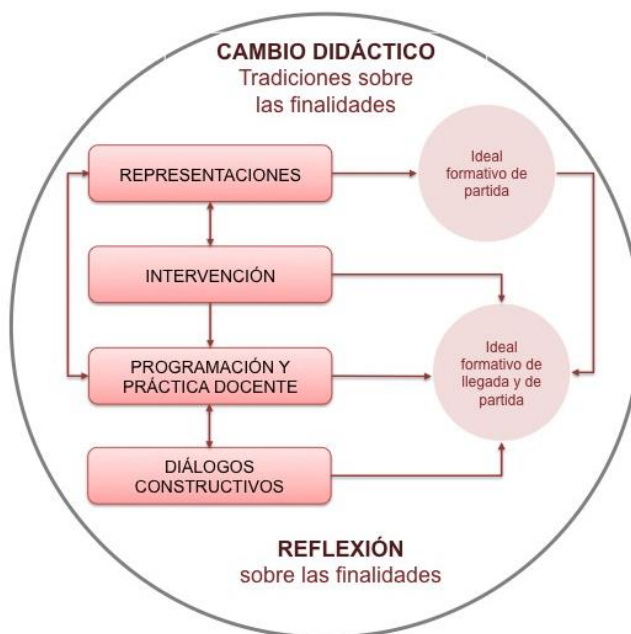 CAMBIO DIDÁCTICO
Tradiciones sobre
las finalidades
REPRESENTACIONES
Ideal
formativo de
partida
INTERVENCIÓN
PROGRAMACIÓN Y
PRÁCTICA DOCENTE
Ideal
formativo de
llegada y de
partida
DIÁLOGOS
CONSTRUCTIVOS
REFLEXIÓN
sobre las finalidades